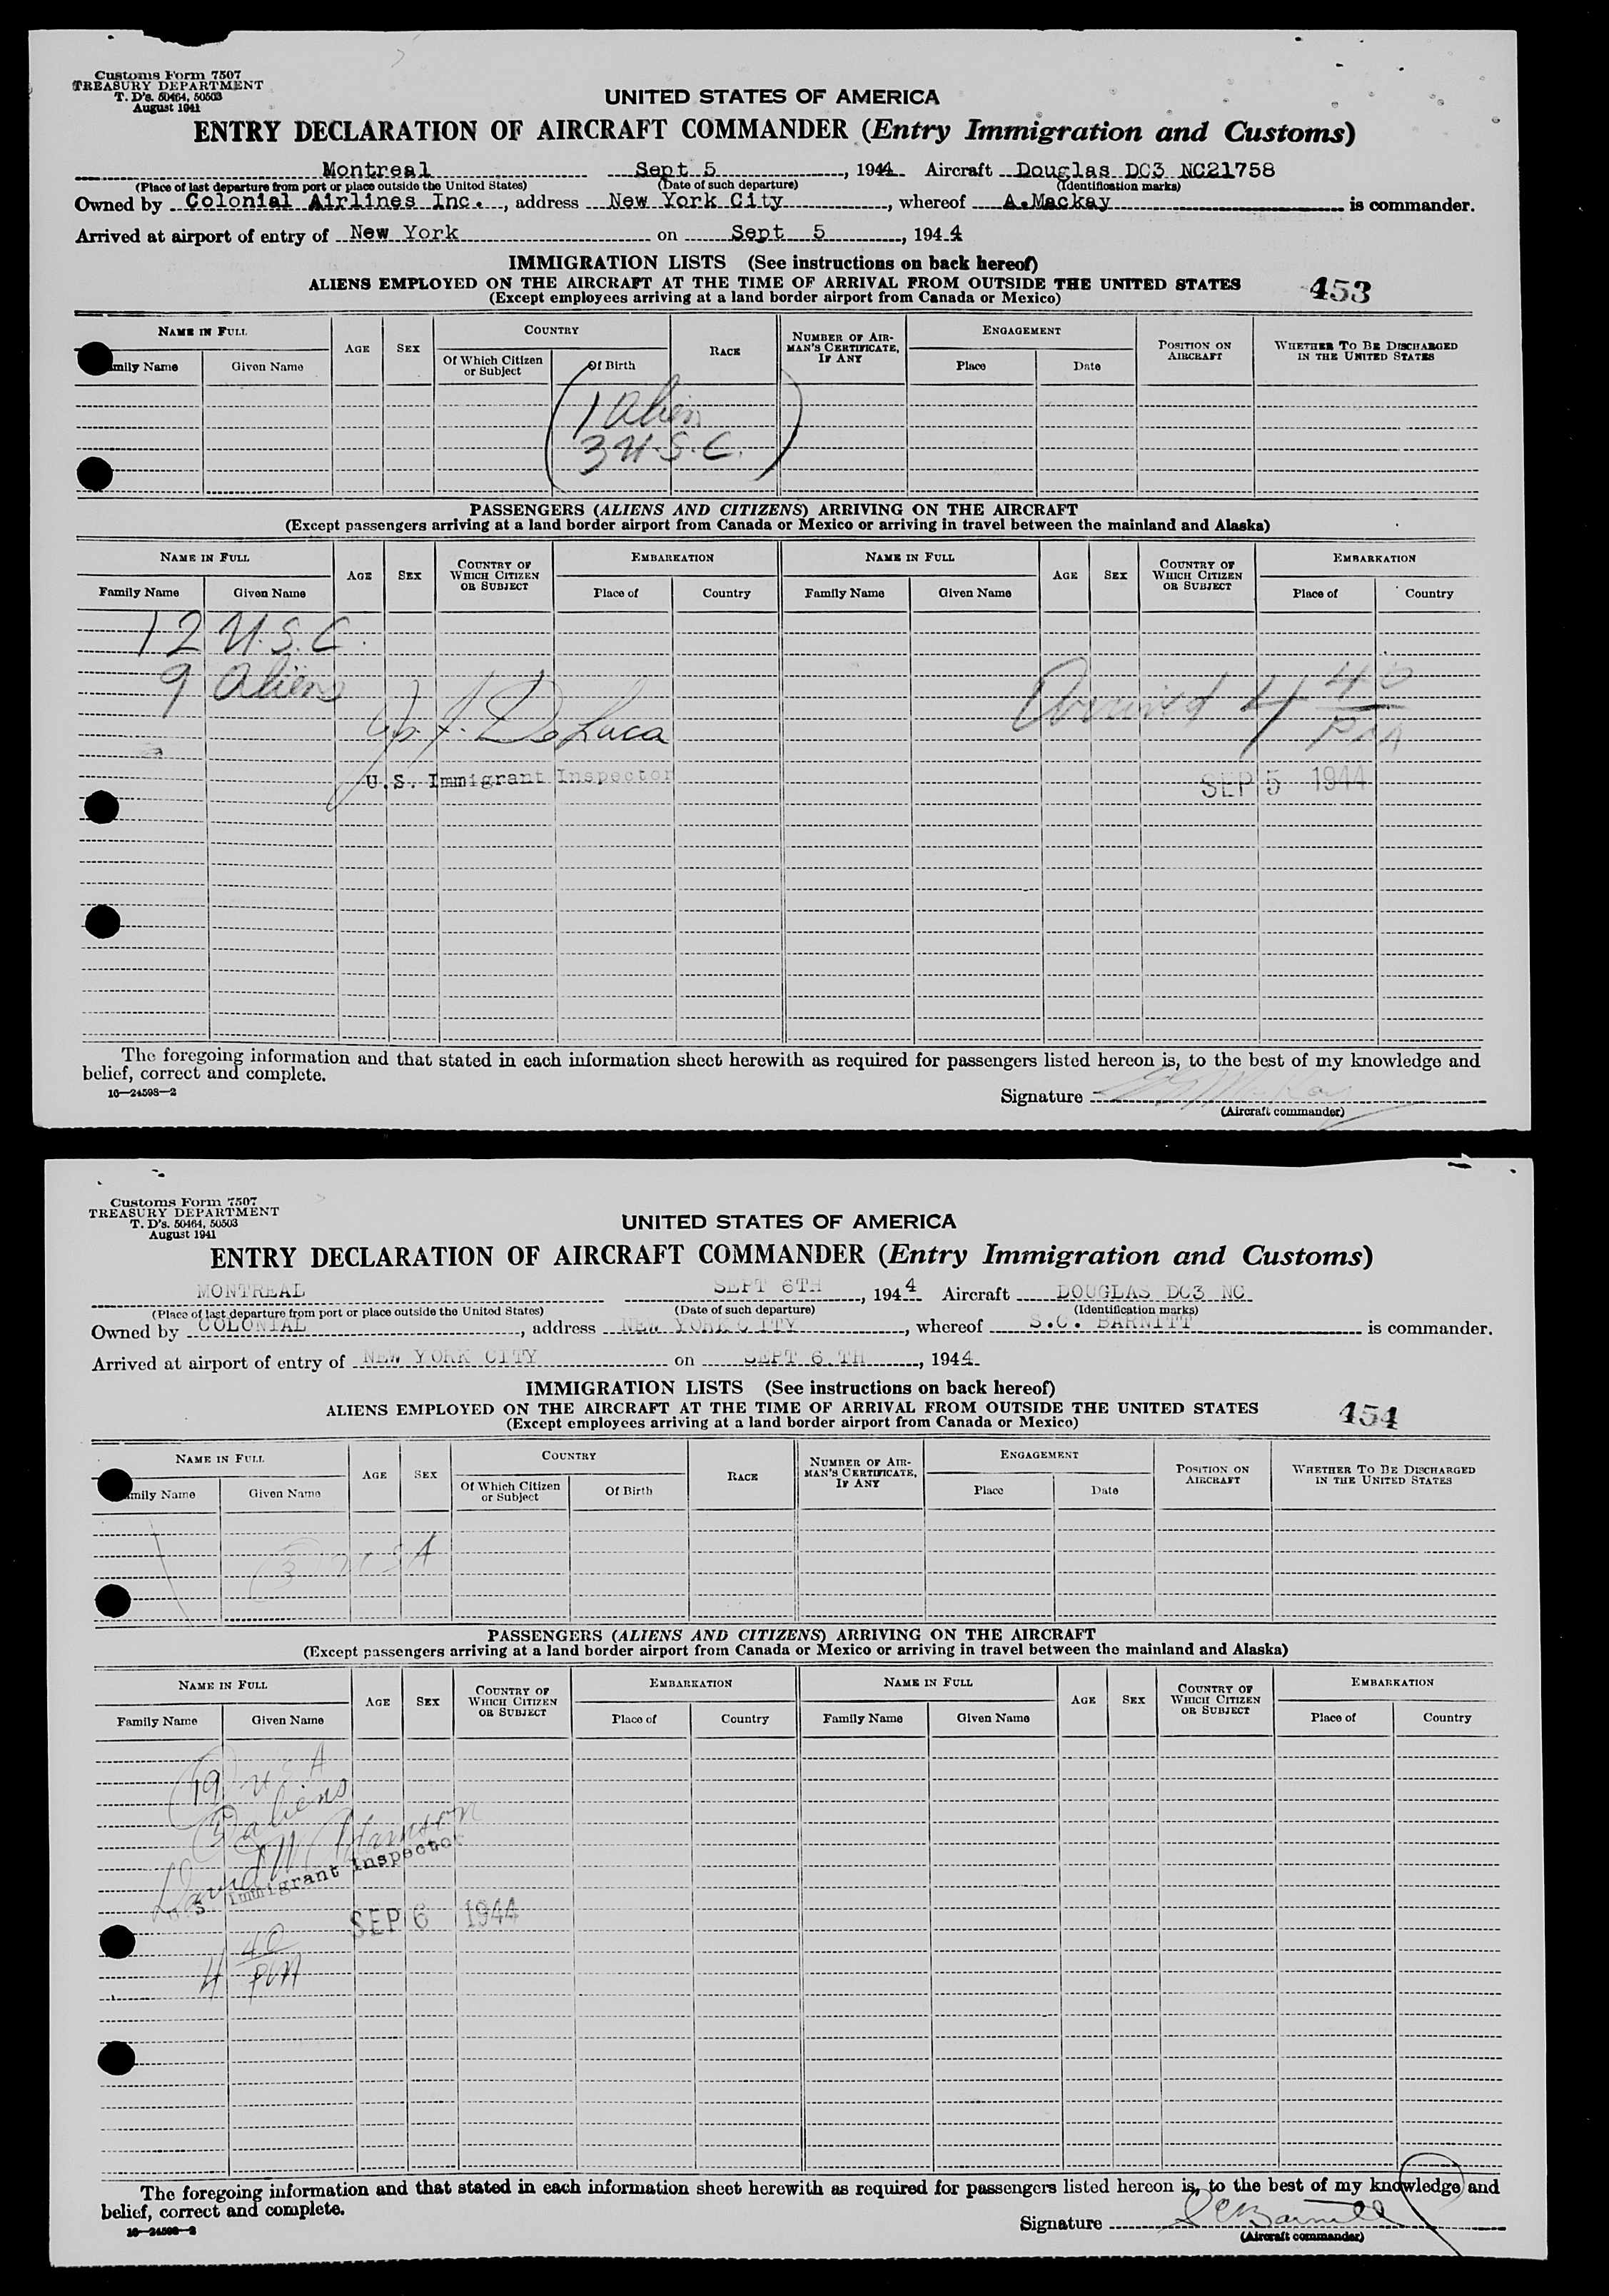 Customs Form 7507
TREASURY DEPARTMENT
T. D's. 50464, 50503
August 1941
UNITED STATES OF AMERICA
ENTRY DECLARATION OF AIRCRAFT COMMANDER (Entry Immigration and Customs)
Montreal Sept 5, 1944 Aircraft Douglas DC3 NC21758
(Place of last departure from port or place outside the United States) (Date of such departure) (Identification marks)
Owned by Colonial Airlines Inc., address New York City, whereof A.Mackay is commander.
Arrived at airport of entry of New York on Sept 5, 1944
IMMIGRATION LISTS (See instructions on back hereof)
ALIENS EMPLOYED ON THE AIRCRAFT AT THE TIME OF ARRIVAL FROM OUTSIDE THE UNITED STATES 453
(Except employees arriving at a land border airport from Canada or Mexico)
NAME IN FULL AGE SEX COUNTRY RACE NUMBER OF AIRMAN'S CERTIFICATE, IF ANY ENGAGEMENT POSITION ON AIRCRAFT WHETHER TO BE DISCHARGED IN THE UNITED STATES
mily Name Given Name Of Which Citizen or Subject Of Birth Place Date
1 Alien
3 U.S.C.
PASSENGERS (ALIENS AND CITIZENS) ARRIVING ON THE AIRCRAFT
(Except passengers arriving at a land border airport from Canada or Mexico or arriving in travel between the mainland and Alaska)
NAME IN FULL AGE SEX COUNTRY OF WHICH CITIZEN OR SUBJECT EMBARKATION NAME IN FULL AGE SEX COUNTRY OF WHICH CITIZEN OR SUBJECT EMBARKATION
Family Name Given Name Place of Country Family Name Given Name Place of Country
12 U.S.C.
9 Aliens
De Luca Arrived 4 40 PM
U.S. Immigrant Inspector SEP 5 1944
The foregoing information and that stated in each information sheet herewith as required for passengers listed hereon is, to the best of my knowledge and
belief, correct and complete.
16—24598—2
Signature
(Aircraft commander)
Customs Form 7507
TREASURY DEPARTMENT
T. D's. 50464, 50503
August 1941
UNITED STATES OF AMERICA
ENTRY DECLARATION OF AIRCRAFT COMMANDER (Entry Immigration and Customs)
MONTREAL SEPT 6TH, 1944 Aircraft DOUGLAS DC3 NC
(Place of last departure from port or place outside the United States) (Date of such departure) (Identification marks)
Owned by COLONIAL, address NEW YORK CITY, whereof S.C. BARNITT is commander.
Arrived at airport of entry of NEW YORK CITY on SEPT 6 TH, 1944
IMMIGRATION LISTS (See instructions on back hereof)
ALIENS EMPLOYED ON THE AIRCRAFT AT THE TIME OF ARRIVAL FROM OUTSIDE THE UNITED STATES 454
(Except employees arriving at a land border airport from Canada or Mexico)
NAME IN FULL AGE SEX COUNTRY RACE NUMBER OF AIRMAN'S CERTIFICATE, IF ANY ENGAGEMENT POSITION ON AIRCRAFT WHETHER TO BE DISCHARGED IN THE UNITED STATES
mily Name Given Name Of Which Citizen or Subject Of Birth Place Date
3 USA
PASSENGERS (ALIENS AND CITIZENS) ARRIVING ON THE AIRCRAFT
(Except passengers arriving at a land border airport from Canada or Mexico or arriving in travel between the mainland and Alaska)
NAME IN FULL AGE SEX COUNTRY OF WHICH CITIZEN OR SUBJECT EMBARKATION NAME IN FULL AGE SEX COUNTRY OF WHICH CITIZEN OR SUBJECT EMBARKATION
Family Name Given Name Place of Country Family Name Given Name Place of Country
19 USA
aliens
David
U.S. Immigrant Inspector
SEP 6 1944
4 40 PM
The foregoing information and that stated in each information sheet herewith as required for passengers listed hereon is, to the best of my knowledge and
belief, correct and complete.
16—24598—2
Signature S C Barnitt
(Aircraft commander)